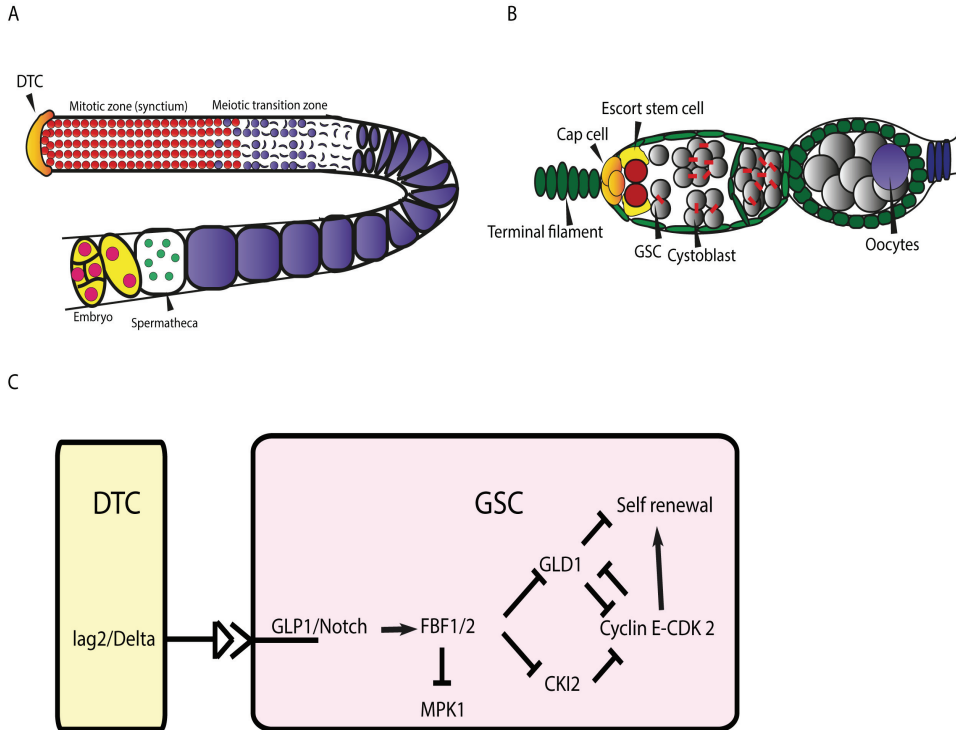 A
DTC
Mitotic zone (synctium)
Meiotic transition zone
Embryo
Spermatheca
B
Escort stem cell
Cap cell
Terminal filament
GSC
Cystoblast
Oocytes
C
DTC
GSC
Self renewal
GLD1
lag2/Delta
GLP1/Notch
FBF1/2
Cyclin E-CDK 2
CKI2
MPK1